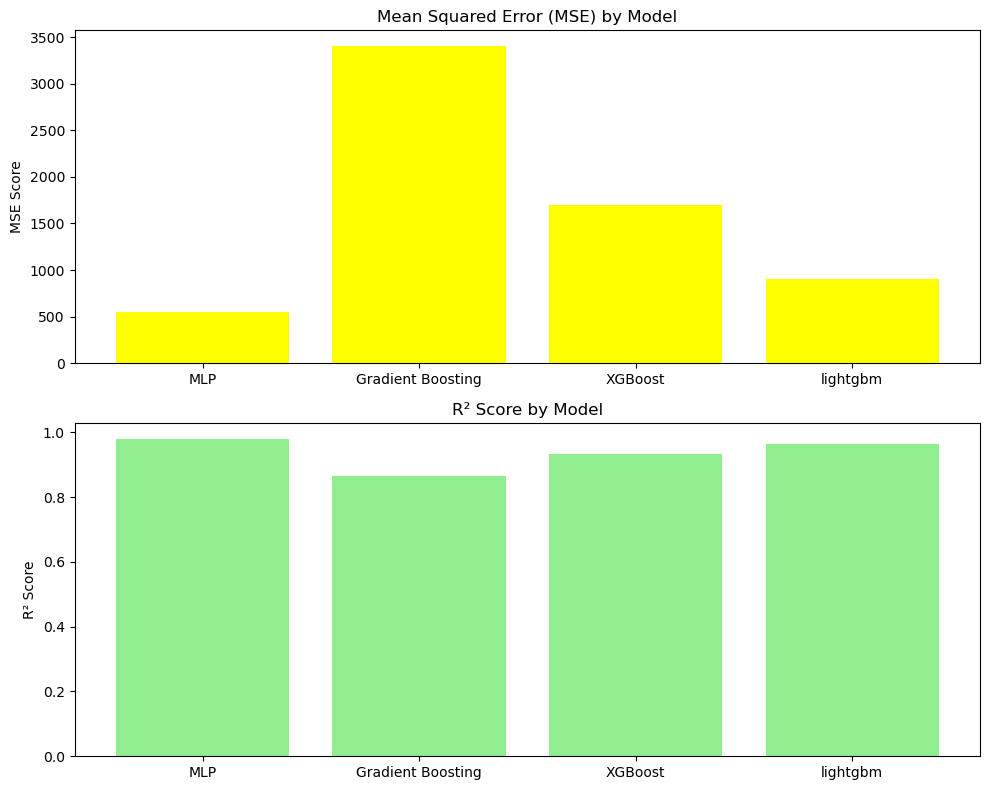 Mean Squared Error (MSE) by Model
3500
3000
2500
2000
1500
1000
500
0
MSE Score
MLP Gradient Boosting XGBoost lightgbm
R² Score by Model
1.0
0.8
0.6
0.4
0.2
0.0
R² Score
MLP Gradient Boosting XGBoost lightgbm